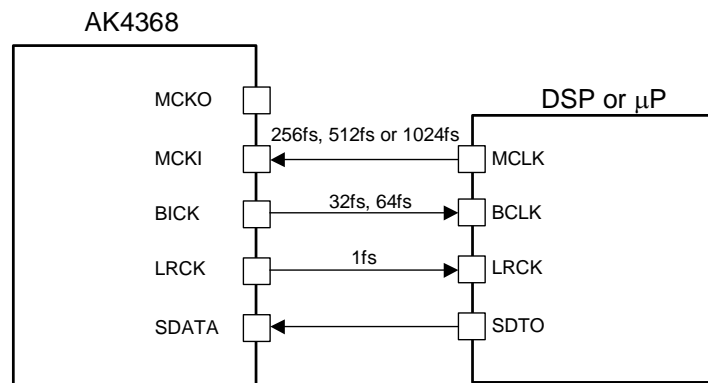 AK4368
DSP or μP
MCKO
256fs, 512fs or 1024fs
MCKI
MCLK
32fs, 64fs
BICK
BCLK
1fs
LRCK
LRCK
SDATA
SDTO